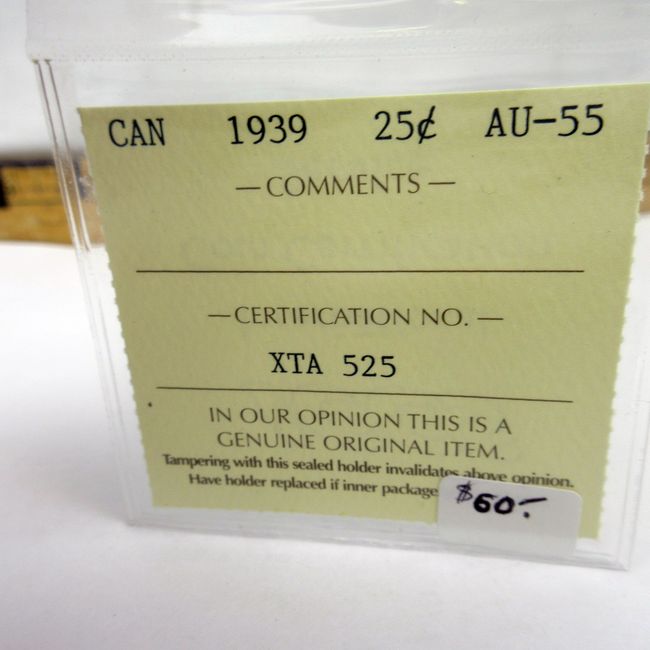 CAN 1939 25¢ AU-55
— COMMENTS —
— CERTIFICATION NO. —
XTA 525
IN OUR OPINION THIS IS A
GENUINE ORIGINAL ITEM.
Tampering with this sealed holder invalidates above opinion.
Have holder replaced if inner package
$60.-